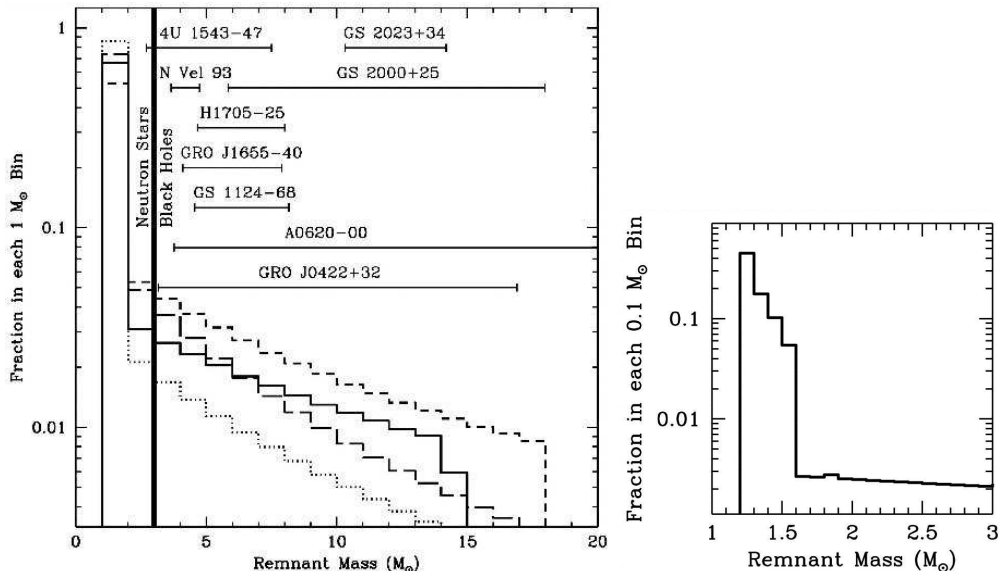 4U 1543-47
GS 2023+34
N Vel 93
GS 2000+25
H1705-25
GRO J1655-40
GS 1124-68
A0620-00
GRO J0422+32
Neutron Stars
Black Holes
Fraction in each 1 M⊙ Bin
1
0.1
0.01
0
5
10
15
20
Remnant Mass (M⊙)
Fraction in each 0.1 M⊙ Bin
0.1
0.01
1
1.5
2
2.5
3
Remnant Mass (M⊙)